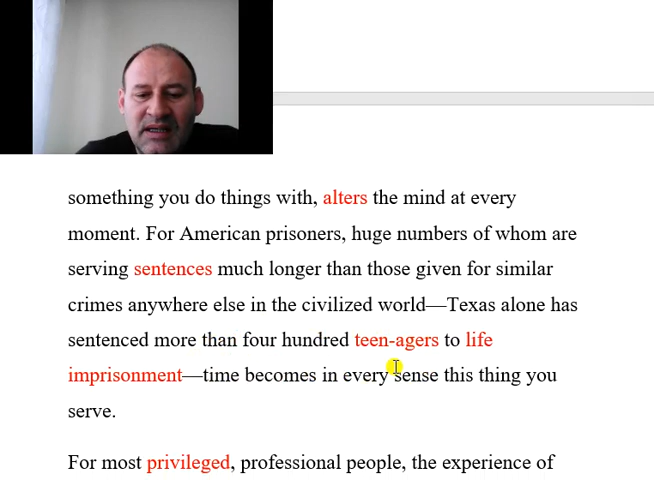 something you do things with, alters the mind at every
moment. For American prisoners, huge numbers of whom are
serving sentences much longer than those given for similar
crimes anywhere else in the civilized world—Texas alone has
sentenced more than four hundred teen-agers to life
imprisonment—time becomes in every sense this thing you
serve.
For most privileged, professional people, the experience of